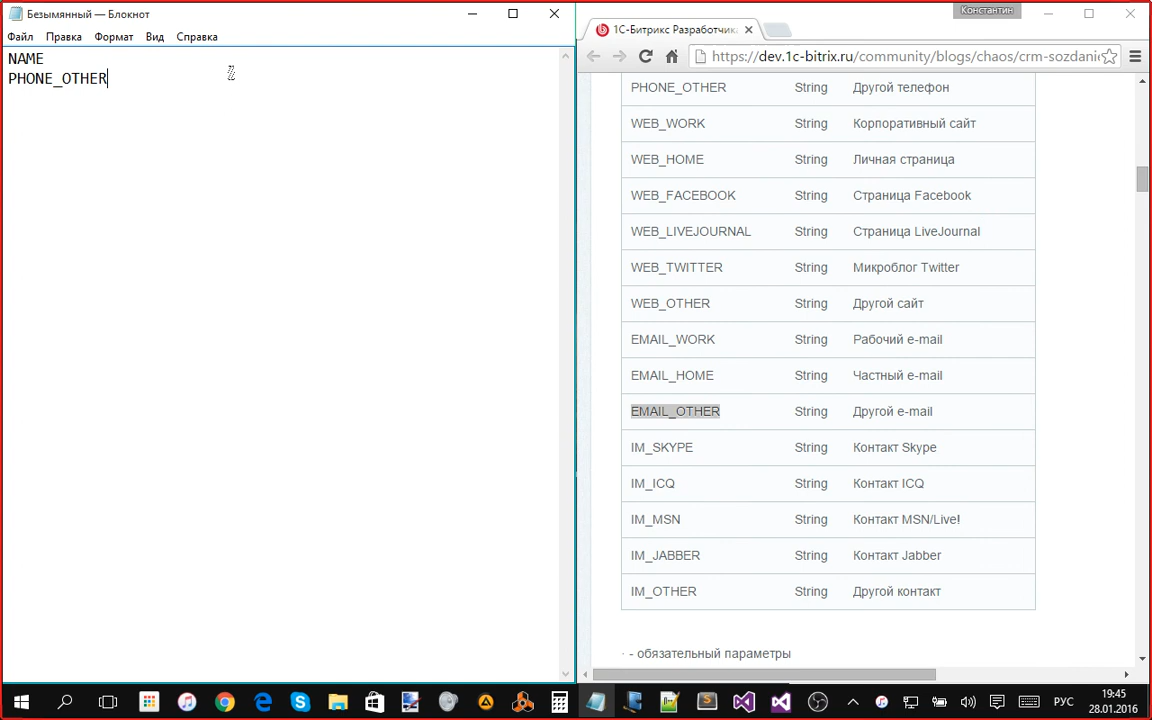 Безымянный — Блокнот
Файл Правка Формат Вид Справка
NAME
PHONE_OTHER
Константин
1С-Битрикс Разработчик
https://dev.1c-bitrix.ru/community/blogs/chaos/crm-sozdanie
PHONE_OTHER String Другой телефон
WEB_WORK String Корпоративный сайт
WEB_HOME String Личная страница
WEB_FACEBOOK String Страница Facebook
WEB_LIVEJOURNAL String Страница LiveJournal
WEB_TWITTER String Микроблог Twitter
WEB_OTHER String Другой сайт
EMAIL_WORK String Рабочий e-mail
EMAIL_HOME String Частный e-mail
EMAIL_OTHER String Другой e-mail
IM_SKYPE String Контакт Skype
IM_ICQ String Контакт ICQ
IM_MSN String Контакт MSN/Live!
IM_JABBER String Контакт Jabber
IM_OTHER String Другой контакт
- обязательный параметры
РУС
19:45
28.01.2016